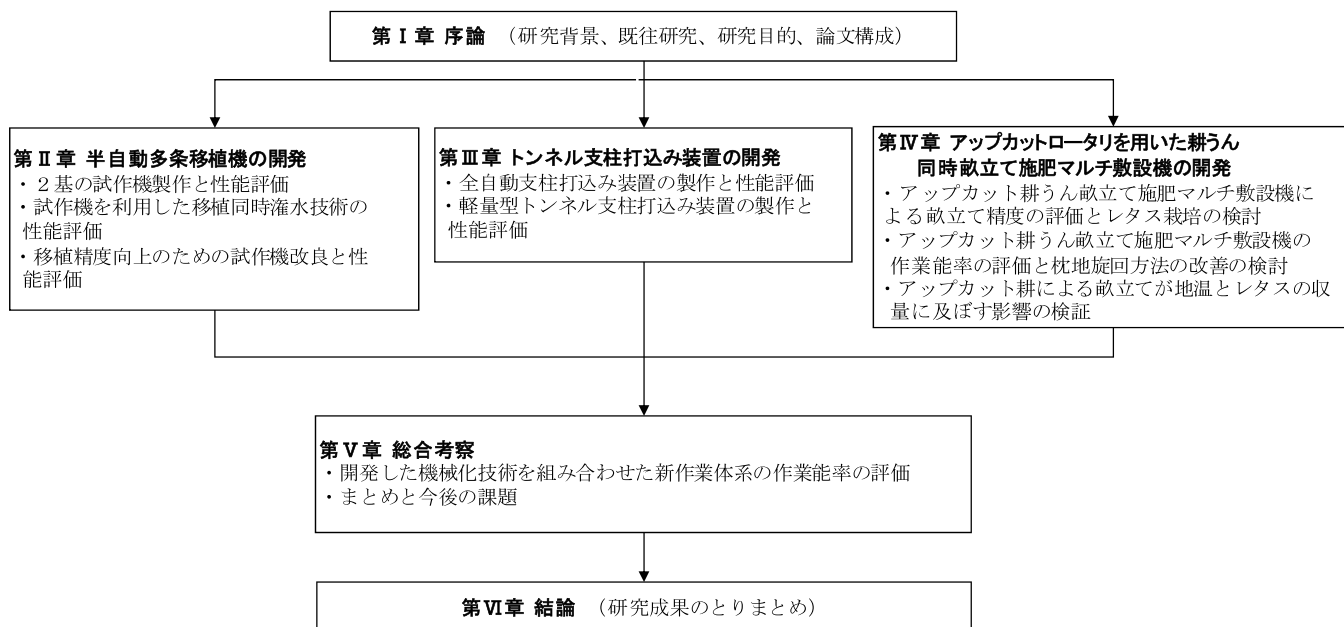 第Ⅰ章 序論 （研究背景、既往研究、研究目的、論文構成）
第Ⅱ章 半自動多条移植機の開発
・２基の試作機製作と性能評価
・試作機を利用した移植同時潅水技術の
性能評価
・移植精度向上のための試作機改良と性
能評価
第Ⅲ章 トンネル支柱打込み装置の開発
・全自動支柱打込み装置の製作と性能評価
・軽量型トンネル支柱打込み装置の製作と
性能評価
第Ⅳ章 アップカットロータリを用いた耕うん
同時畝立て施肥マルチ敷設機の開発
・アップカット耕うん畝立て施肥マルチ敷設機に
よる畝立て精度の評価とレタス栽培の検討
・アップカット耕うん畝立て施肥マルチ敷設機の
作業能率の評価と枕地旋回方法の改善の検討
・アップカット耕による畝立てが地温とレタスの収
量に及ぼす影響の検証
第Ⅴ章 総合考察
・開発した機械化技術を組み合わせた新作業体系の作業能率の評価
・まとめと今後の課題
第Ⅵ章 結論 （研究成果のとりまとめ）